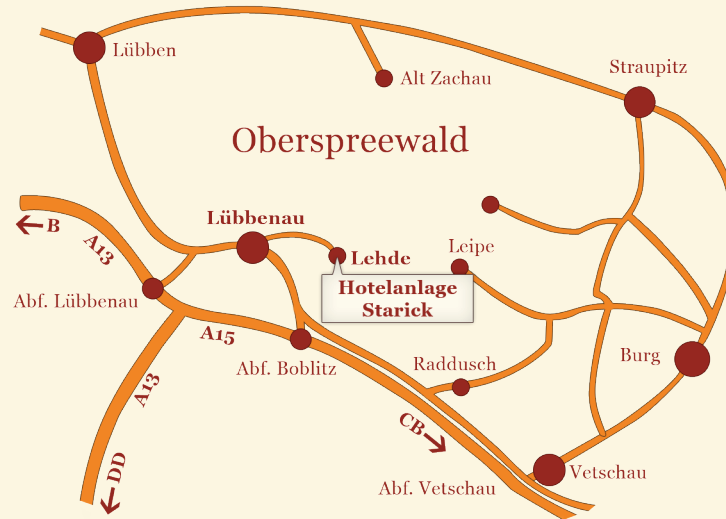 Lübben
Alt Zachau
Straupitz
Oberspreewald
B
A13
Lübbenau
Lehde
Leipe
Hotelanlage
Starick
Abf. Lübbenau
A15
Abf. Boblitz
Raddusch
Burg
A13
CB
DD
Abf. Vetschau
Vetschau